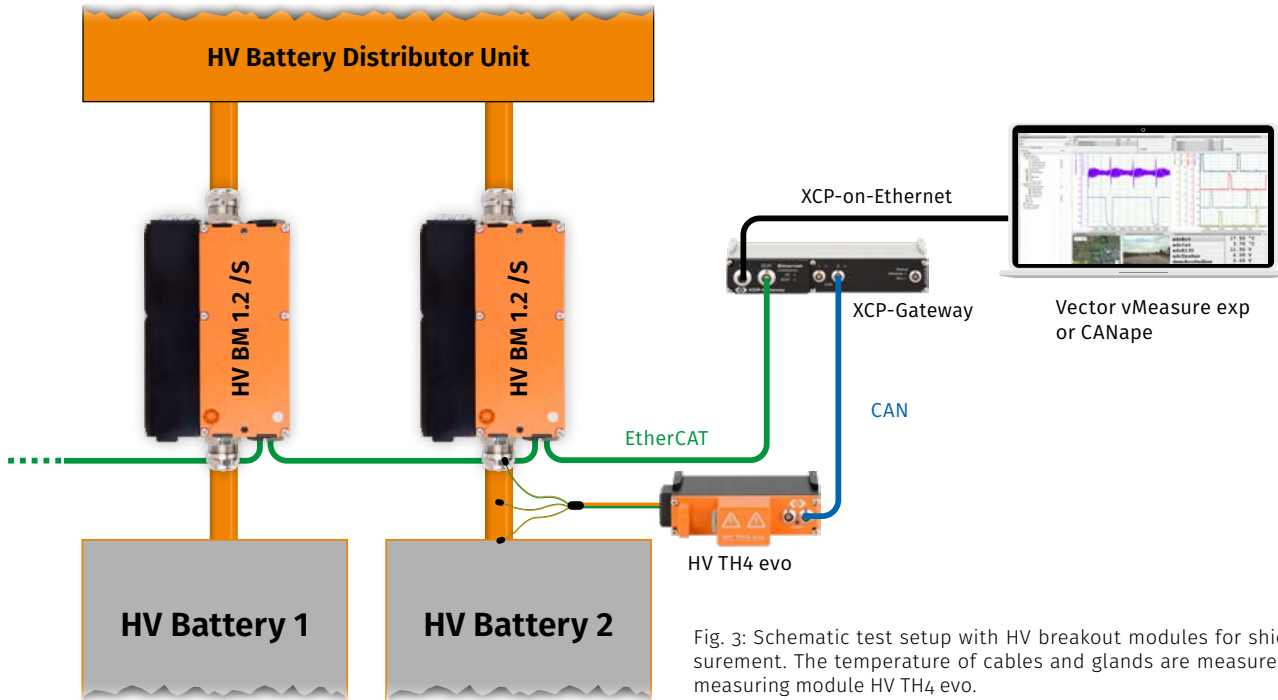 HV Battery Distributor Unit
HV BM 1.2 /S
HV BM 1.2 /S
XCP-on-Ethernet
XCP-Gateway
Vector vMeasure exp
or CANape
CAN
EtherCAT
HV TH4 evo
HV Battery 1
HV Battery 2
Fig. 3: Schematic test setup with HV breakout modules for
surement. The temperature of cables and glands are
measuring module HV TH4 evo.